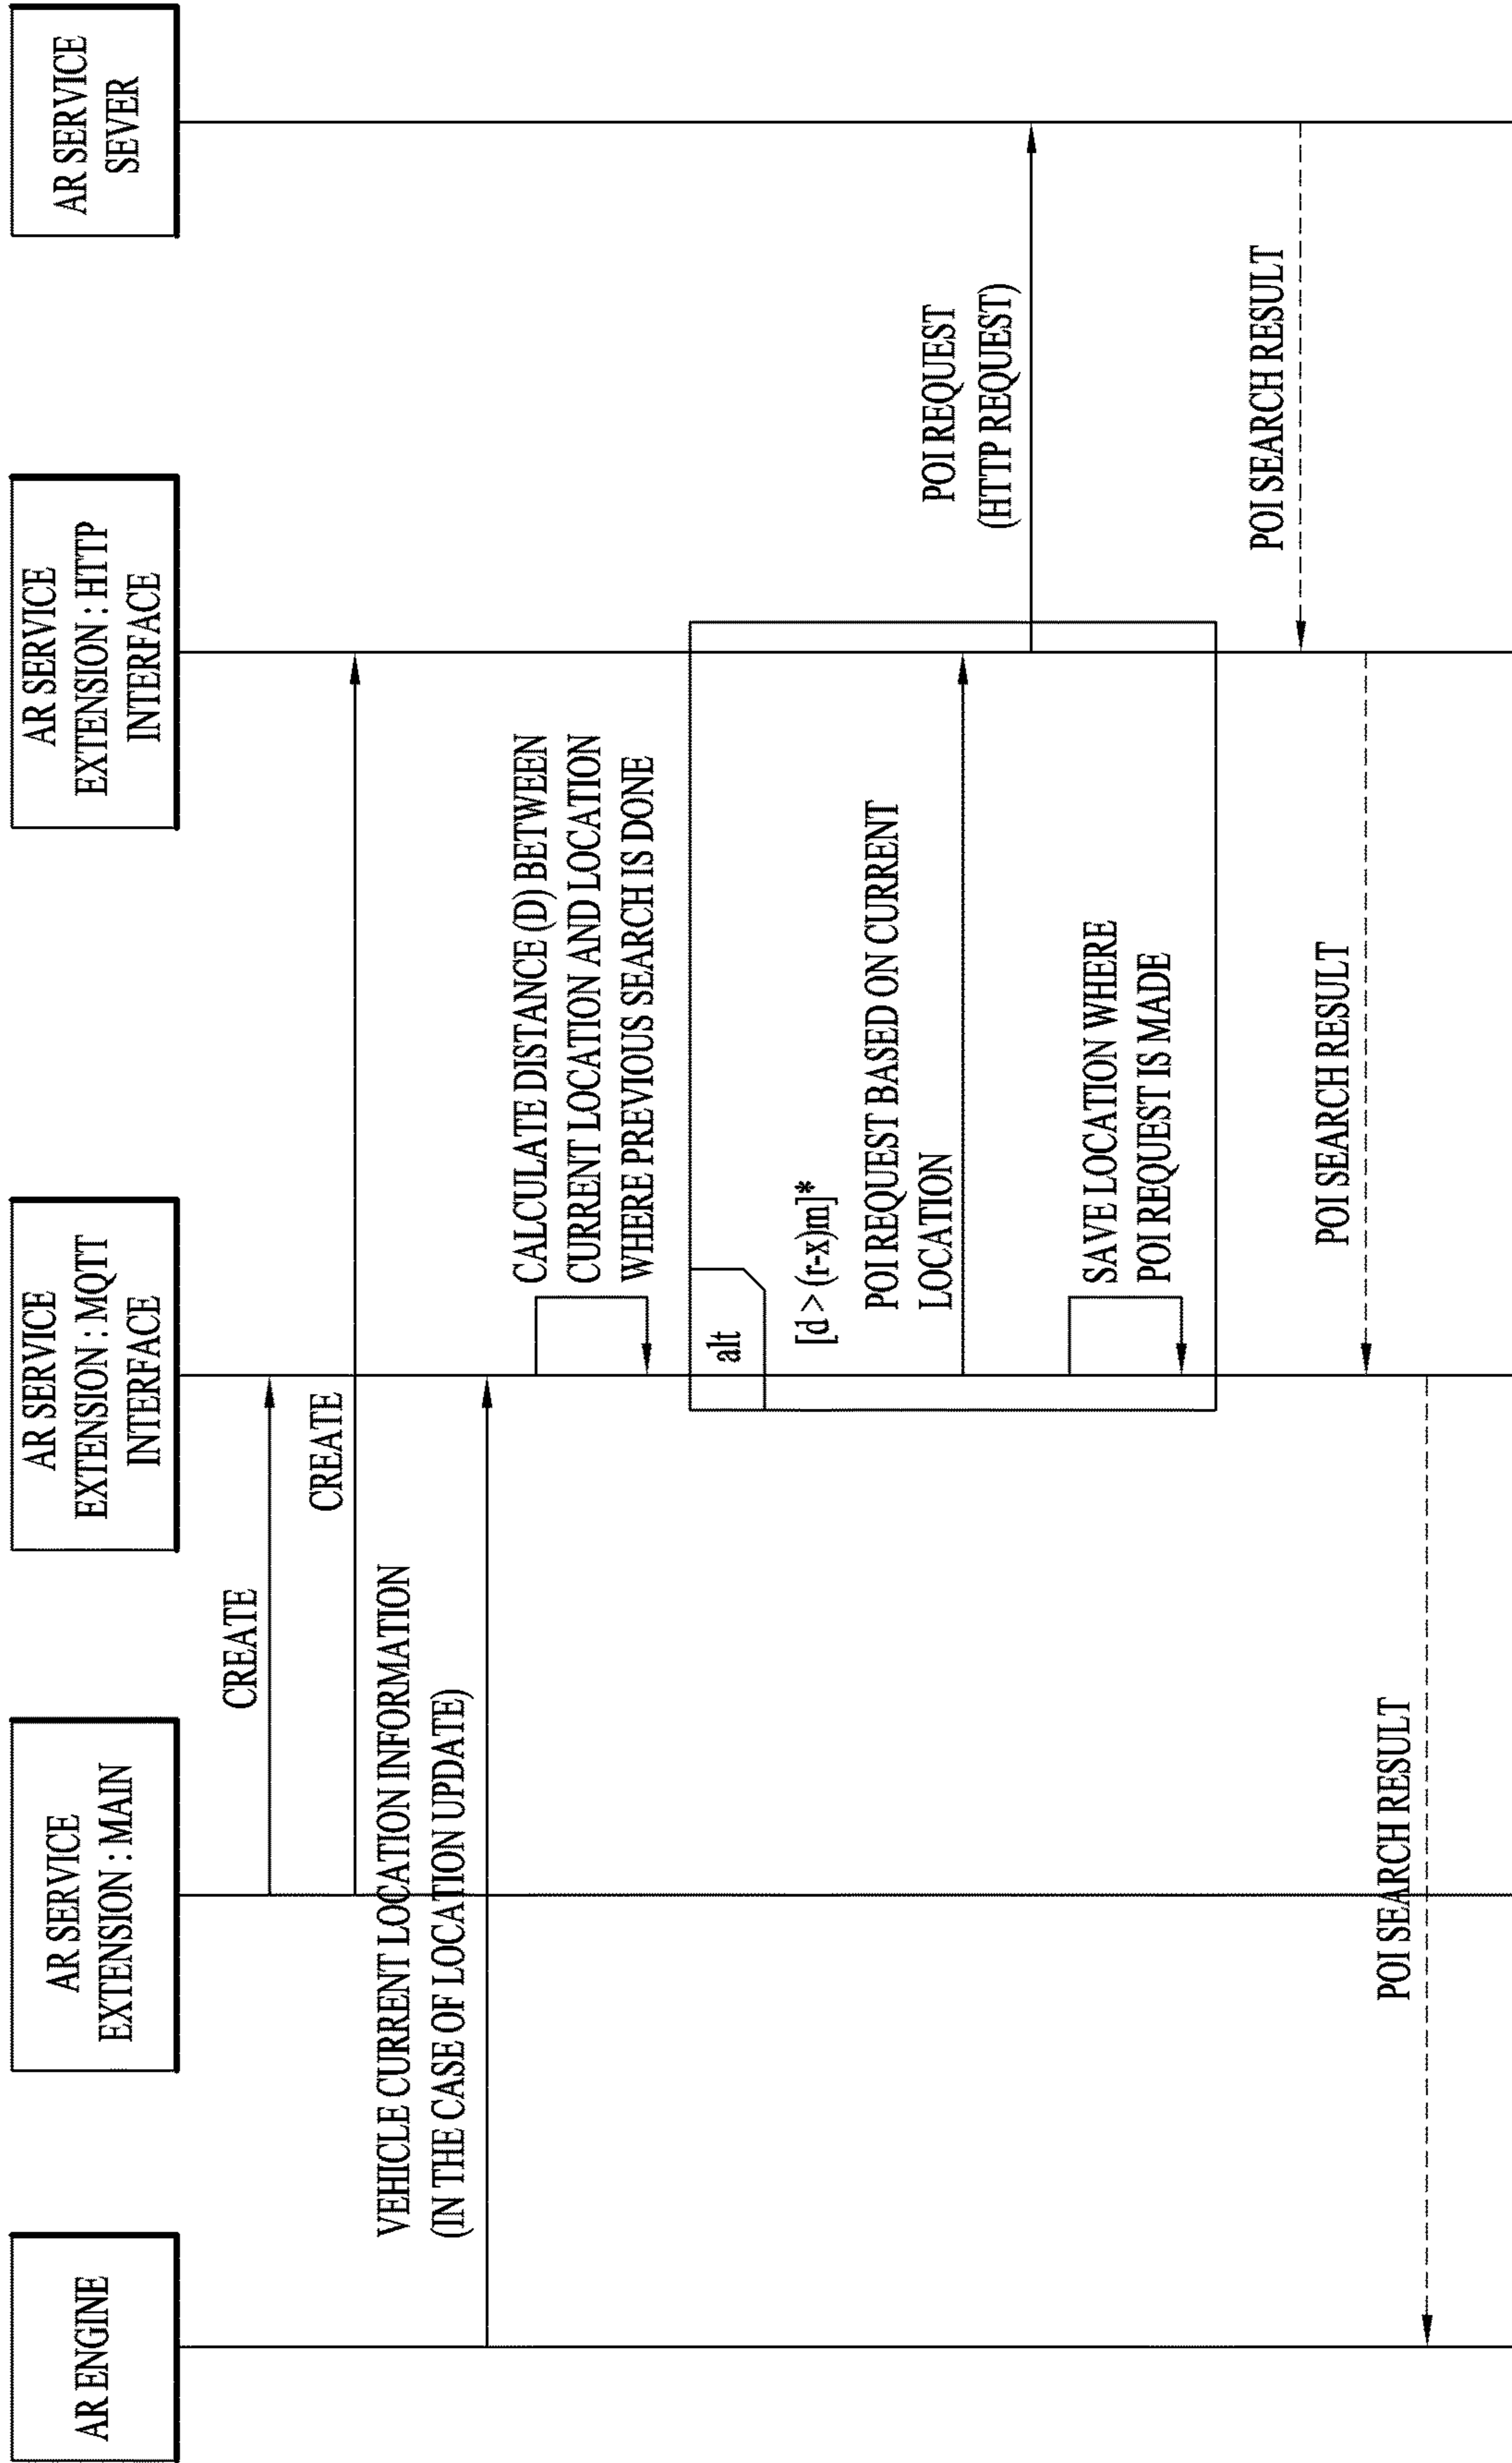 AR ENGINE
AR SERVICE
EXTENSION : MAIN
AR SERVICE
EXTENSION : MQTT
INTERFACE
AR SERVICE
EXTENSION : HTTP
INTERFACE
AR SERVICE
SEVER
CREATE
CREATE
VEHICLE CURRENT LOCATION INFORMATION
(IN THE CASE OF LOCATION UPDATE)
CALCULATE DISTANCE (D) BETWEEN
CURRENT LOCATION AND LOCATION
WHERE PREVIOUS SEARCH IS DONE
alt
[d > (r-x)m]*
POI REQUEST BASED ON CURRENT
LOCATION
POI REQUEST
(HTTP REQUEST)
SAVE LOCATION WHERE
POI REQUEST IS MADE
POI SEARCH RESULT
POI SEARCH RESULT
POI SEARCH RESULT